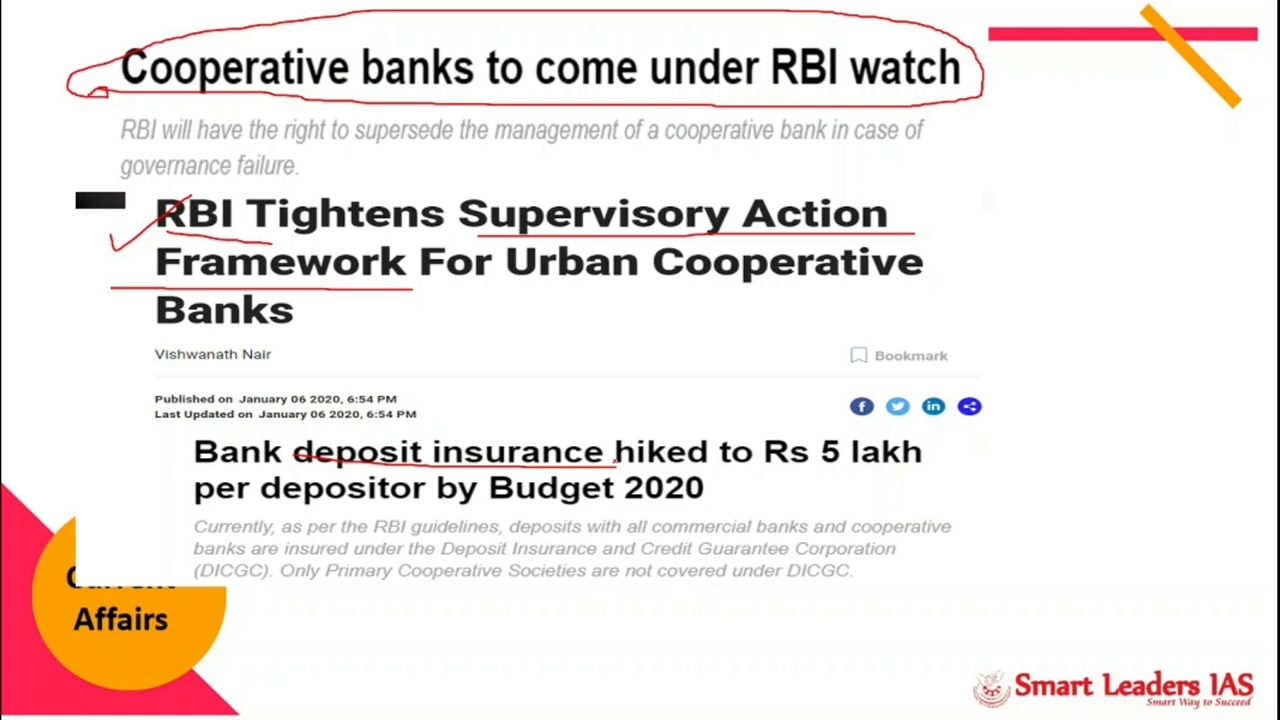 Cooperative banks to come under RBI watch
RBI will have the right to supersede the management of a cooperative bank in case of
governance failure.
RBI Tightens Supervisory Action
Framework For Urban Cooperative
Banks
Vishwanath Nair
Bookmark
Published on January 06 2020, 6:54 PM
Last Updated on January 06 2020, 6:54 PM
Bank deposit insurance hiked to Rs 5 lakh
per depositor by Budget 2020
Currently, as per the RBI guidelines, deposits with all commercial banks and cooperative
banks are insured under the Deposit Insurance and Credit Guarantee Corporation
(DICGC). Only Primary Cooperative Societies are not covered under DICGC.
Current
Affairs
Smart Leaders IAS
Smart Way to Succeed